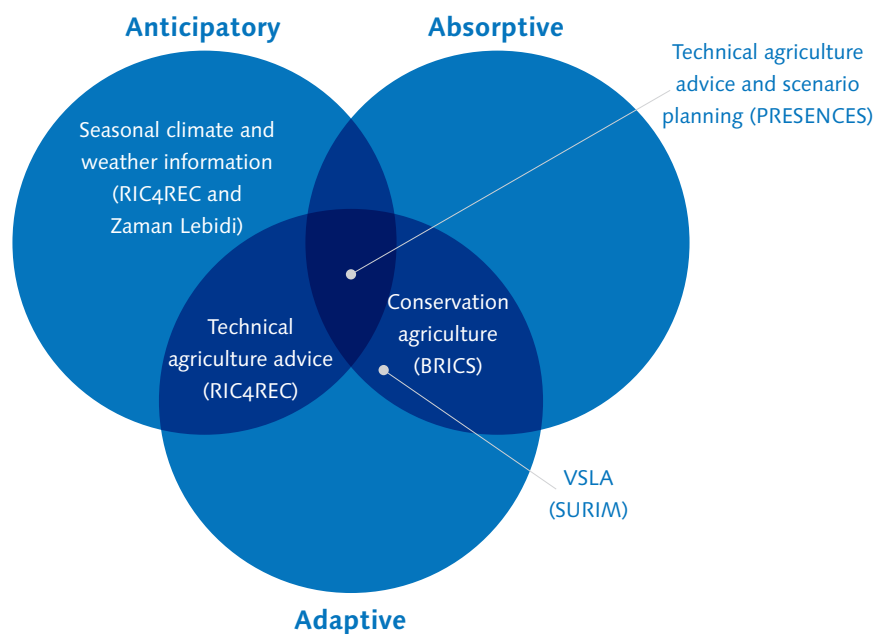 Anticipatory
Absorptive
Technical agriculture
advice and scenario
planning (PRESENCES)
Seasonal climate and
weather information
(RIC4REC and
Zaman Lebidi)
Conservation
agriculture
(BRICS)
Technical
agriculture advice
(RIC4REC)
VSLA
(SURIM)
Adaptive